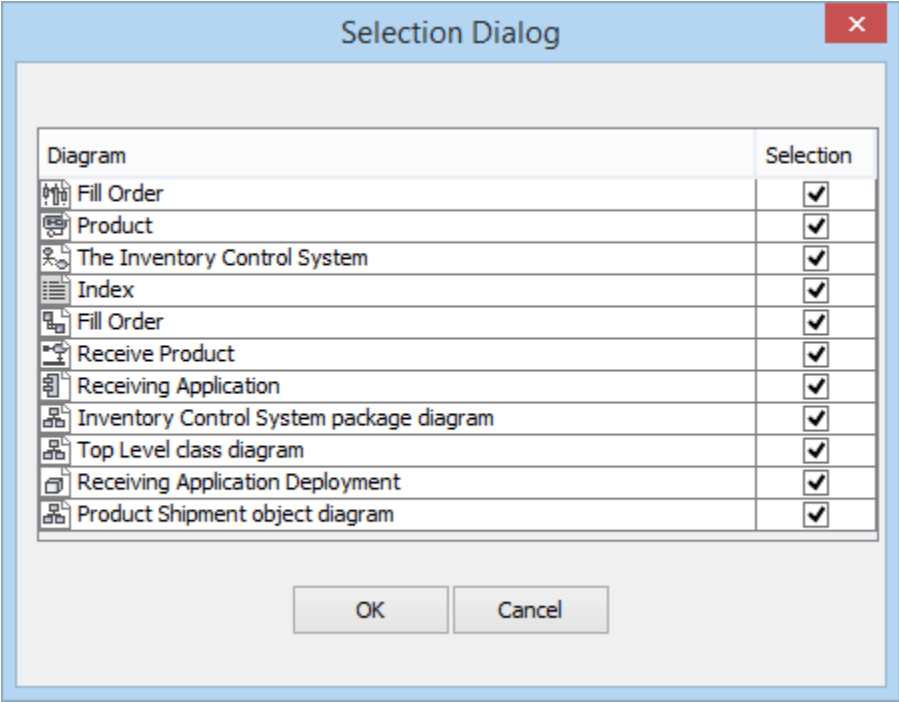 Selection Dialog
Diagram Selection
Fill Order
Product
The Inventory Control System
Index
Fill Order
Receive Product
Receiving Application
Inventory Control System package diagram
Top Level class diagram
Receiving Application Deployment
Product Shipment object diagram
OK Cancel